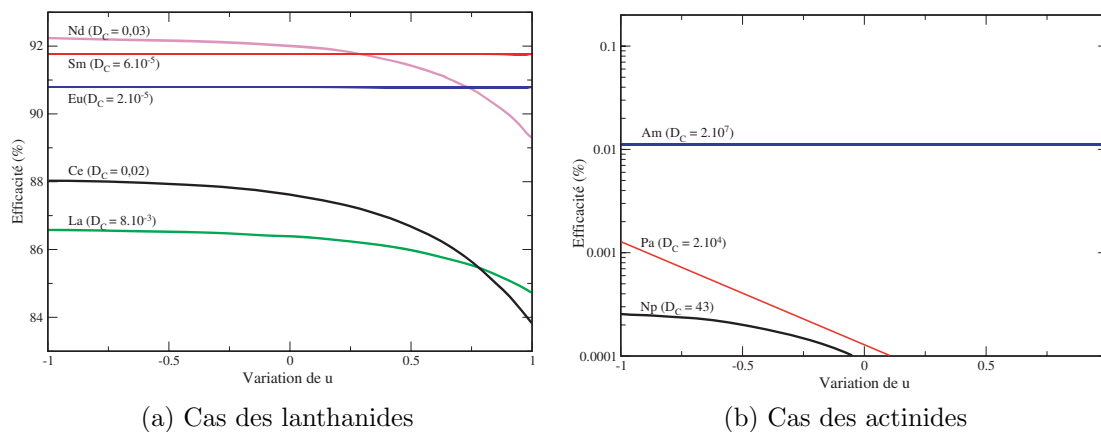 Nd (D_C = 0,03)
Sm (D_C = 6.10^-5)
Eu(D_C = 2.10^-5)
Ce (D_C = 0,02)
La (D_C = 8.10^-3)
92
90
88
86
84
Efficacité (%)
-1
-0.5
0
0.5
1
Variation de u
(a) Cas des lanthanides
0.1
0.01
0.001
0.0001
Efficacité (%)
Am (D_C = 2.10^7)
Pa (D_C = 2.10^4)
Np (D_C = 43)
-1
-0.5
0
0.5
Variation de u
(b) Cas des actinides